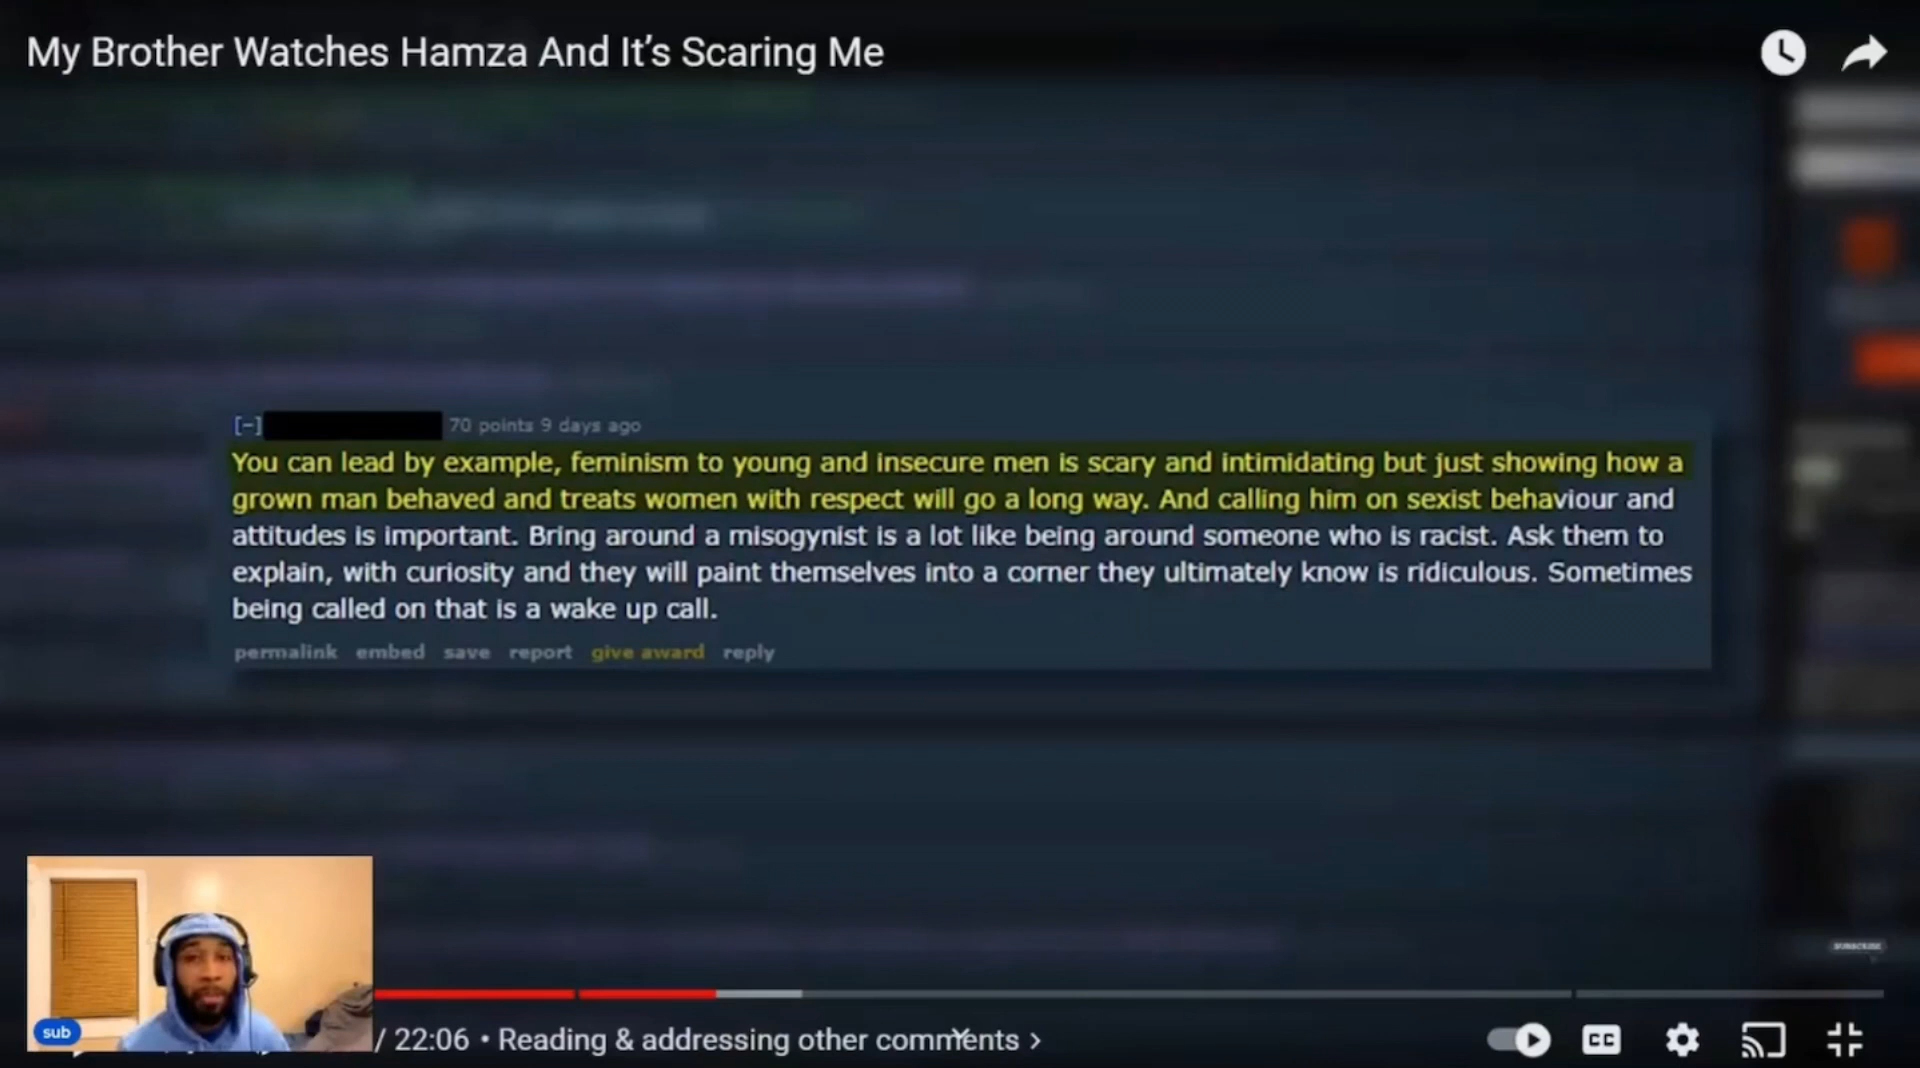 My Brother Watches Hamza And It's Scaring Me
[-] 70 points 9 days ago
You can lead by example, feminism to young and insecure men is scary and intimidating but just showing how a
grown man behaved and treats women with respect will go a long way. And calling him on sexist behaviour and
attitudes is important. Bring around a misogynist is a lot like being around someone who is racist. Ask them to
explain, with curiosity and they will paint themselves into a corner they ultimately know is ridiculous. Sometimes
being called on that is a wake up call.
permalink embed save report give award reply
SUBSCRIBE
sub
/ 22:06 • Reading & addressing other comments >
CC